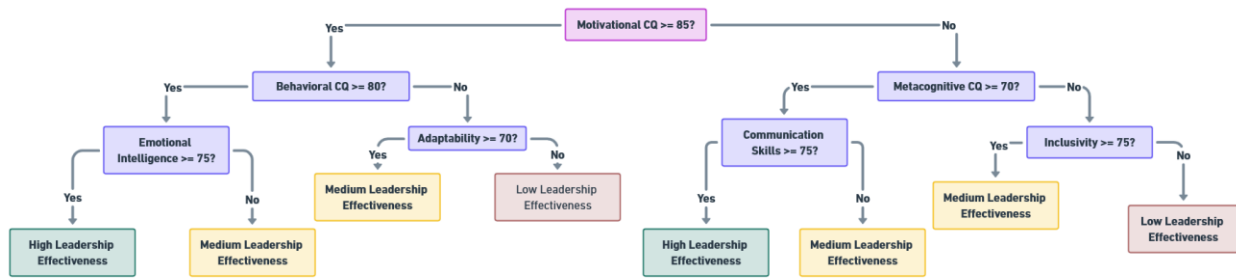 Motivational CQ >= 85?
Yes
No
Behavioral CQ >= 80?
Metacognitive CQ >= 70?
Yes
No
Yes
No
Emotional
Intelligence >= 75?
Adaptability >= 70?
Communication
Skills >= 75?
Inclusivity >= 75?
Yes
No
Yes
No
Medium Leadership
Effectiveness
Low Leadership
Effectiveness
Medium Leadership
Effectiveness
Yes
No
Yes
No
Low Leadership
Effectiveness
High Leadership
Effectiveness
Medium Leadership
Effectiveness
High Leadership
Effectiveness
Medium Leadership
Effectiveness